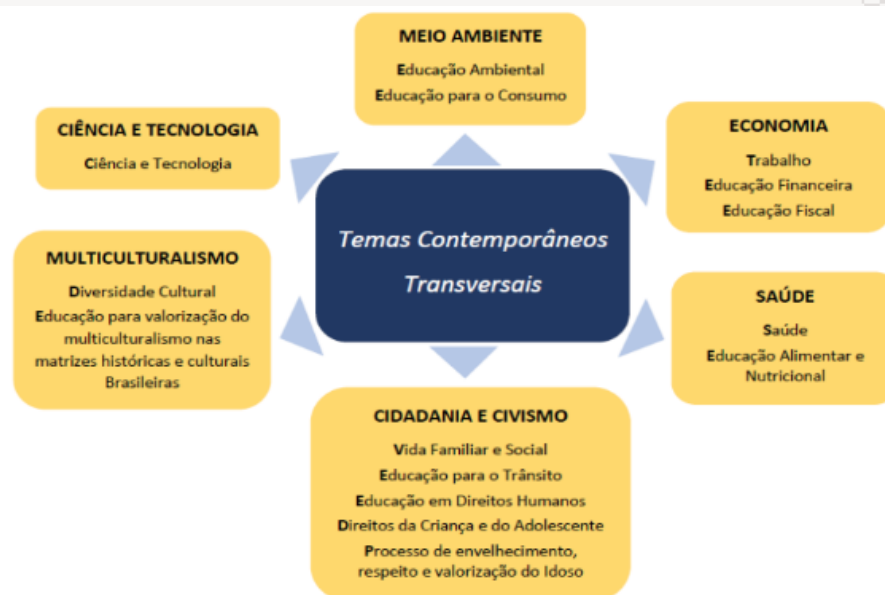 MEIO AMBIENTE
Educação Ambiental
Educação para o Consumo
CIÊNCIA E TECNOLOGIA
Ciência e Tecnologia
ECONOMIA
Trabalho
Educação Financeira
Educação Fiscal
Temas Contemporâneos
Transversais
MULTICULTURALISMO
Diversidade Cultural
Educação para valorização do
multiculturalismo nas
matrizes históricas e culturais
Brasileiras
SAÚDE
Saúde
Educação Alimentar e
Nutricional
CIDADANIA E CIVISMO
Vida Familiar e Social
Educação para o Trânsito
Educação em Direitos Humanos
Direitos da Criança e do Adolescente
Processo de envelhecimento,
respeito e valorização do Idoso